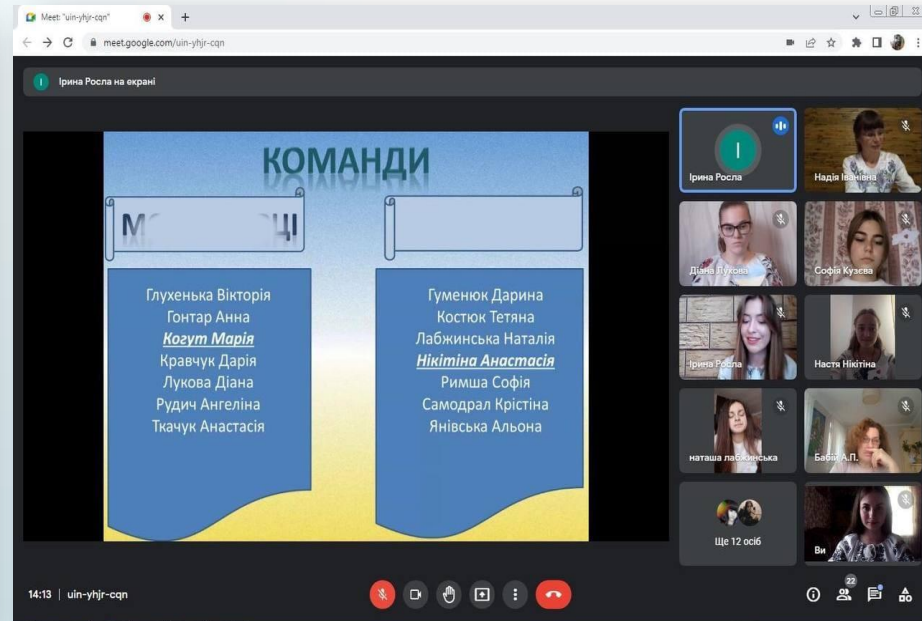 Meet: "uin-yhjr-cqn"
meet.google.com/uin-yhjr-cqn
І
Ірина Росла на екрані
КОМАНДИ
Глухенька Вікторія
Гонтар Анна
Когут Марія
Кравчук Дарія
Лукова Діана
Рудич Ангеліна
Ткачук Анастасія
Гуменюк Дарина
Костюк Тетяна
Лабжинська Наталія
Нікітіна Анастасія
Римша Софія
Самодрал Крістіна
Янівська Альона
І
Ірина Росла
Надія Іванівна
Діана Лукова
Софія Кузєва
Ірина Росла
Настя Нікітіна
наташа лабжинська
Бабій А.П.
Ще 12 осіб
Ви
14:13 | uin-yhjr-cqn
22